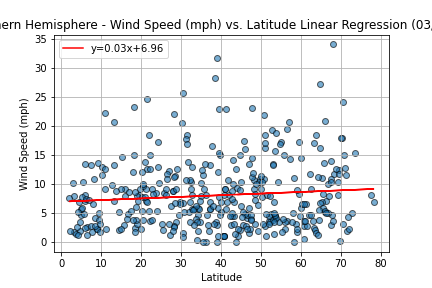 ern Hemisphere - Wind Speed (mph) vs. Latitude Linear Regression (03,
y=0.03x+6.96
35
30
25
20
15
10
5
0
Wind Speed (mph)
0 10 20 30 40 50 60 70 80
Latitude